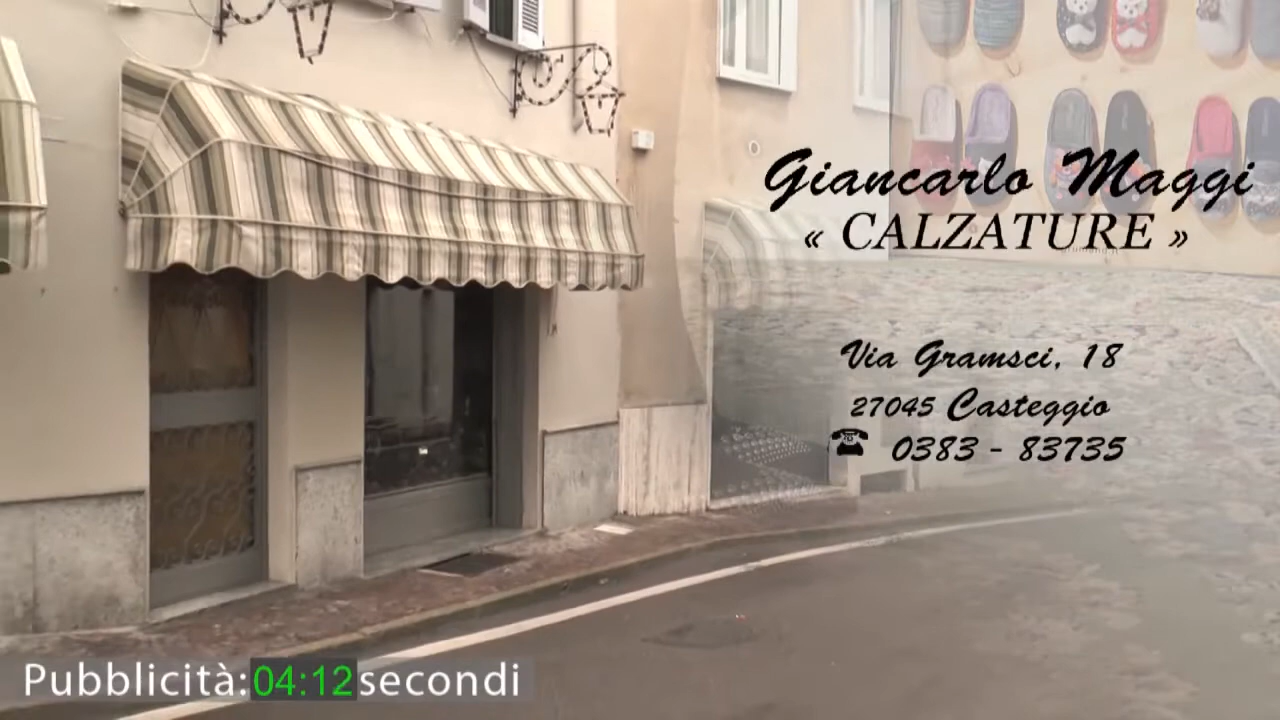 Giancarlo Maggi
« CALZATURE »
Via Gramsci, 18
27045 Casteggio
☎ 0383 - 83735
Pubblicità:04:12secondi